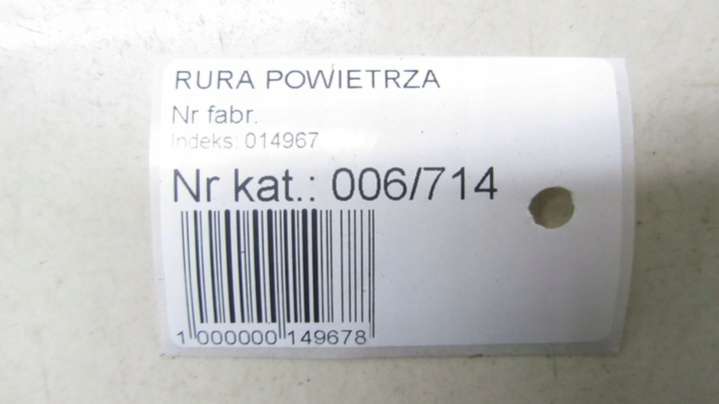 RURA POWIETRZA
Nr fabr.
Indeks: 014967
Nr kat.: 006/714
1 000000 149678